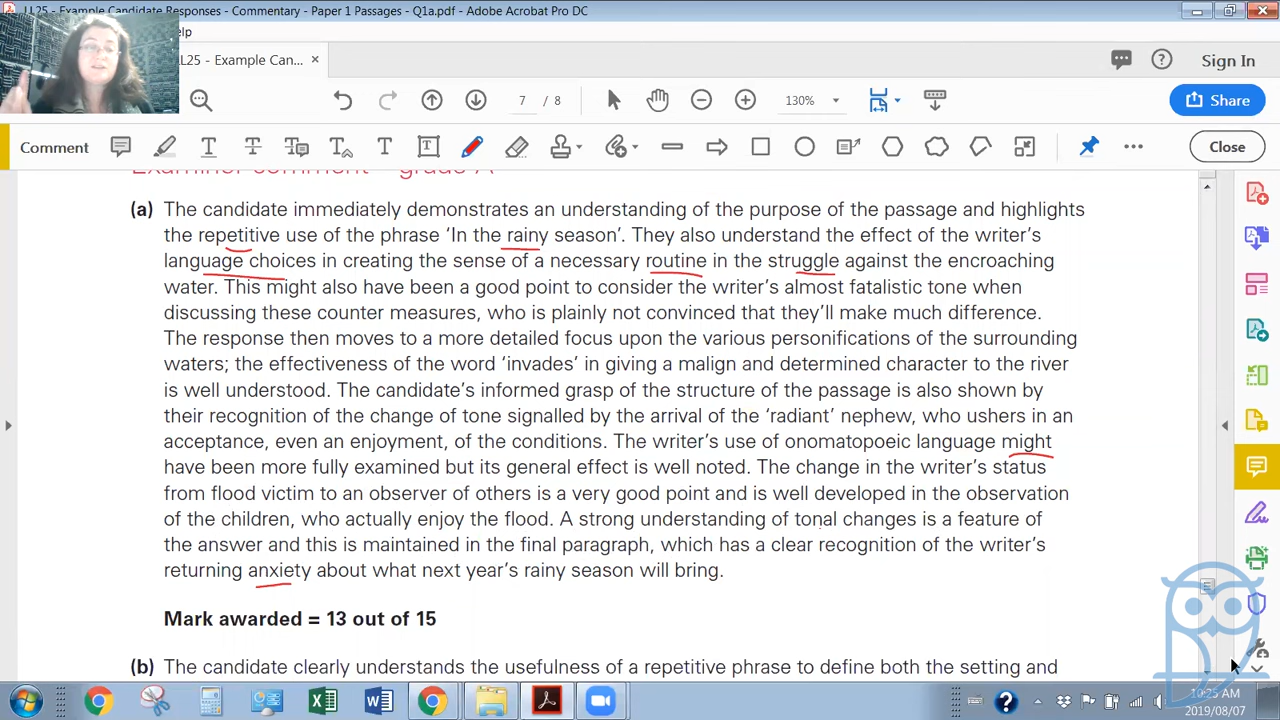 LL25 - Example Candidate Responses - Commentary - Paper 1 Passages - Q1a.pdf - Adobe Acrobat Pro DC
elp
LL25 - Example Can...
7 / 8
130%
Sign In
Share
Comment
Close
Examiner comment – grade A
(a) The candidate immediately demonstrates an understanding of the purpose of the passage and highlights
the repetitive use of the phrase ‘In the rainy season’. They also understand the effect of the writer’s
language choices in creating the sense of a necessary routine in the struggle against the encroaching
water. This might also have been a good point to consider the writer’s almost fatalistic tone when
discussing these counter measures, who is plainly not convinced that they’ll make much difference.
The response then moves to a more detailed focus upon the various personifications of the surrounding
waters; the effectiveness of the word ‘invades’ in giving a malign and determined character to the river
is well understood. The candidate’s informed grasp of the structure of the passage is also shown by
their recognition of the change of tone signalled by the arrival of the ‘radiant’ nephew, who ushers in an
acceptance, even an enjoyment, of the conditions. The writer’s use of onomatopoeic language might
have been more fully examined but its general effect is well noted. The change in the writer’s status
from flood victim to an observer of others is a very good point and is well developed in the observation
of the children, who actually enjoy the flood. A strong understanding of tonal changes is a feature of
the answer and this is maintained in the final paragraph, which has a clear recognition of the writer’s
returning anxiety about what next year’s rainy season will bring.
Mark awarded = 13 out of 15
(b) The candidate clearly understands the usefulness of a repetitive phrase to define both the setting and
10:25 AM
2019/08/07